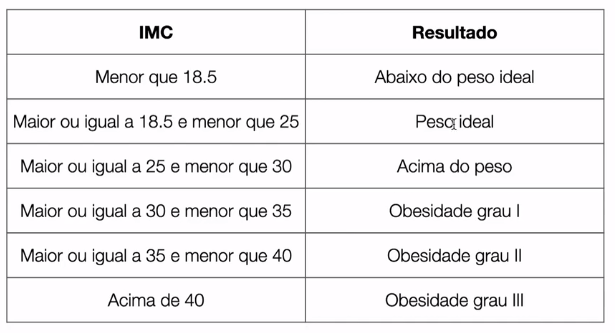 IMC Resultado
Menor que 18.5 Abaixo do peso ideal
Maior ou igual a 18.5 e menor que 25 Peso ideal
Maior ou igual a 25 e menor que 30 Acima do peso
Maior ou igual a 30 e menor que 35 Obesidade grau I
Maior ou igual a 35 e menor que 40 Obesidade grau II
Acima de 40 Obesidade grau III